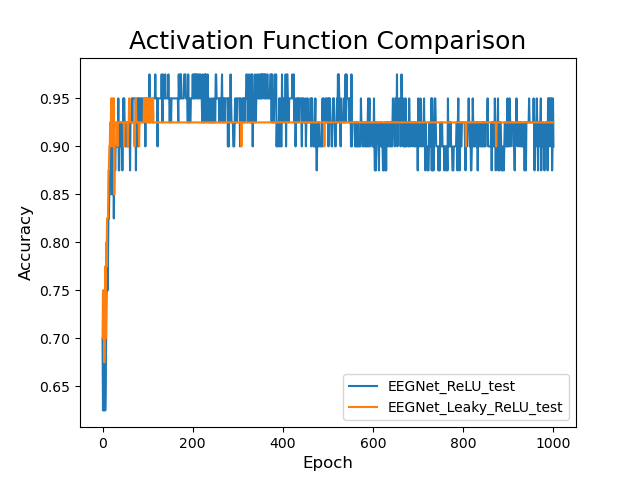 Activation Function Comparison
Accuracy
0.95
0.90
0.85
0.80
0.75
0.70
0.65
EEGNet_ReLU_test
EEGNet_Leaky_ReLU_test
0 200 400 600 800 1000
Epoch